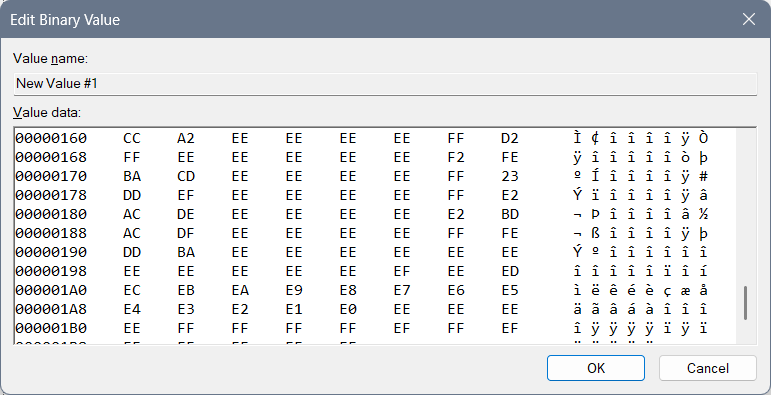 Edit Binary Value
Value name:
New Value #1
Value data:
00000160 CC A2 EE EE EE EE FF D2 Ì ¢ î î î î ÿ Ò
00000168 FF EE EE EE EE EE F2 FE ÿ î î î î î ò þ
00000170 BA CD EE EE EE EE FF 23 º Í î î î î ÿ #
00000178 DD EF EE EE EE EE FF E2 Ý ï î î î î ÿ â
00000180 AC DE EE EE EE EE E2 BD ¬ Þ î î î î â ½
00000188 AC DF EE EE EE EE FF FE ¬ ß î î î î ÿ þ
00000190 DD BA EE EE EE EE EE EE Ý º î î î î î î
00000198 EE EE EE EE EE EF EE ED î î î î î ï î í
000001A0 EC EB EA E9 E8 E7 E6 E5 ì ë ê é è ç æ å
000001A8 E4 E3 E2 E1 E0 EE EE EE ä ã â á à î î î
000001B0 EE FF FF FF FF EF FF EF î ÿ ÿ ÿ ÿ ï ÿ ï
OK Cancel